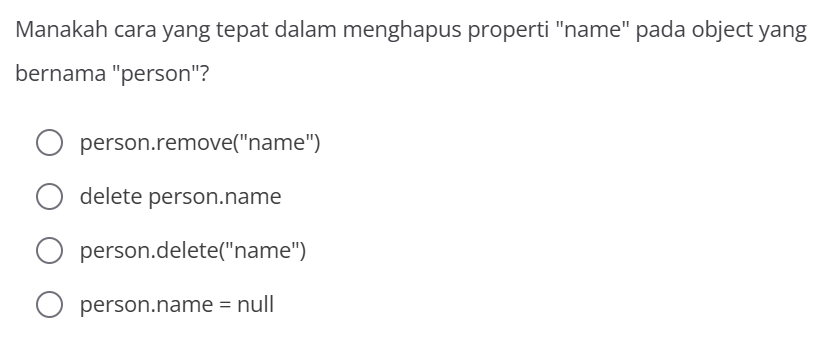 Manakah cara yang tepat dalam menghapus properti "name" pada object yang
bernama "person"?
person.remove("name")
delete person.name
person.delete("name")
person.name = null